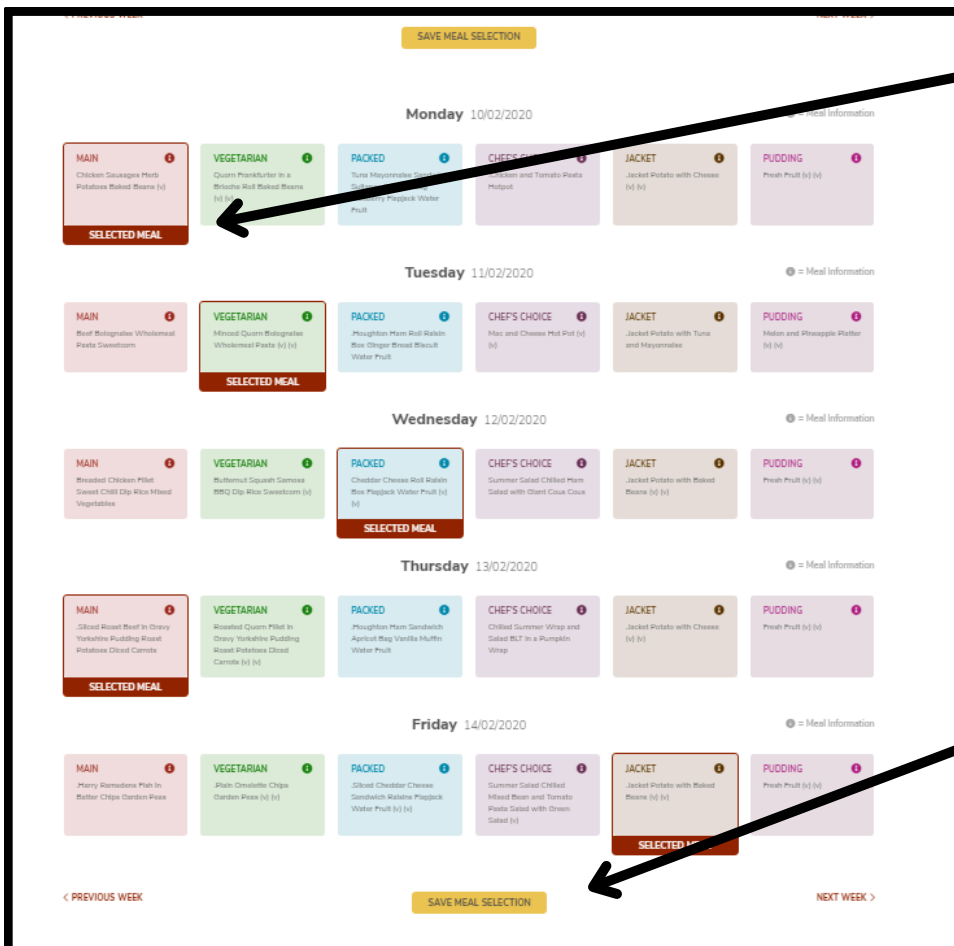 < PREVIOUS WEEK
NEXT WEEK >
SAVE MEAL SELECTION
Monday 10/02/2020
= Meal Information
MAIN
Chicken Sausages Herb
Potatoes Baked Beans (v)
SELECTED MEAL
VEGETARIAN
Quorn Frankfurter In a
Brioche Roll Baked Beans
(v) (v)
PACKED
Tuna Mayonnaise
Flapjack Water
Fruit
CHEF'S CHOICE
.Chicken and Tomato Pasta
Hotpot
JACKET
.Jacket Potato with Cheese
(v) (v)
PUDDING
Fresh Fruit (v) (v)
Tuesday 11/02/2020
= Meal Information
MAIN
Beef Bolognaise Wholemeal
Pasta Sweetcorn
VEGETARIAN
Minced Quorn Bolognaise
Wholemeal Pasta (v) (v)
SELECTED MEAL
PACKED
.Houghton Ham Roll Raisin
Box Ginger Bread Biscuit
Water Fruit
CHEF'S CHOICE
Mac and Cheese Hot Pot (v)
(v)
JACKET
.Jacket Potato with Tuna
and Mayonnaise
PUDDING
Melon and Pineapple Platter
(v) (v)
Wednesday 12/02/2020
= Meal Information
MAIN
Breaded Chicken Fillet
Sweet Chilli Dip Rice Mixed
Vegetables
VEGETARIAN
Butternut Squash Samosa
BBQ Dip Rice Sweetcorn (v)
PACKED
Cheddar Cheese Roll Raisin
Box Flapjack Water Fruit (v)
(v)
SELECTED MEAL
CHEF'S CHOICE
Summer Salad Chilled Ham
Salad with Giant Cous Cous
JACKET
.Jacket Potato with Baked
Beans (v) (v)
PUDDING
Fresh Fruit (v) (v)
Thursday 13/02/2020
= Meal Information
MAIN
.Sliced Roast Beef In Gravy
Yorkshire Pudding Roast
Potatoes Diced Carrots
SELECTED MEAL
VEGETARIAN
Roasted Quorn Fillet In
Gravy Yorkshire Pudding
Roast Potatoes Diced
Carrots (v) (v)
PACKED
.Houghton Ham Sandwich
Apricot Bag Vanilla Muffin
Water Fruit
CHEF'S CHOICE
Chilled Summer Wrap and
Salad BLT In a Pumpkin
Wrap
JACKET
.Jacket Potato with Cheese
(v) (v)
PUDDING
Fresh Fruit (v) (v)
Friday 14/02/2020
= Meal Information
MAIN
.Harry Ramsdens Fish In
Batter Chips Garden Peas
VEGETARIAN
.Plain Omelette Chips
Garden Peas (v) (v)
PACKED
.Sliced Cheddar Cheese
Sandwich Raisins Flapjack
Water Fruit (v) (v)
CHEF'S CHOICE
Summer Salad Chilled
Mixed Bean and Tomato
Pasta Salad with Green
Salad (v)
JACKET
.Jacket Potato with Baked
Beans (v) (v)
SELECTED MEAL
PUDDING
Fresh Fruit (v) (v)
< PREVIOUS WEEK
SAVE MEAL SELECTION
NEXT WEEK >